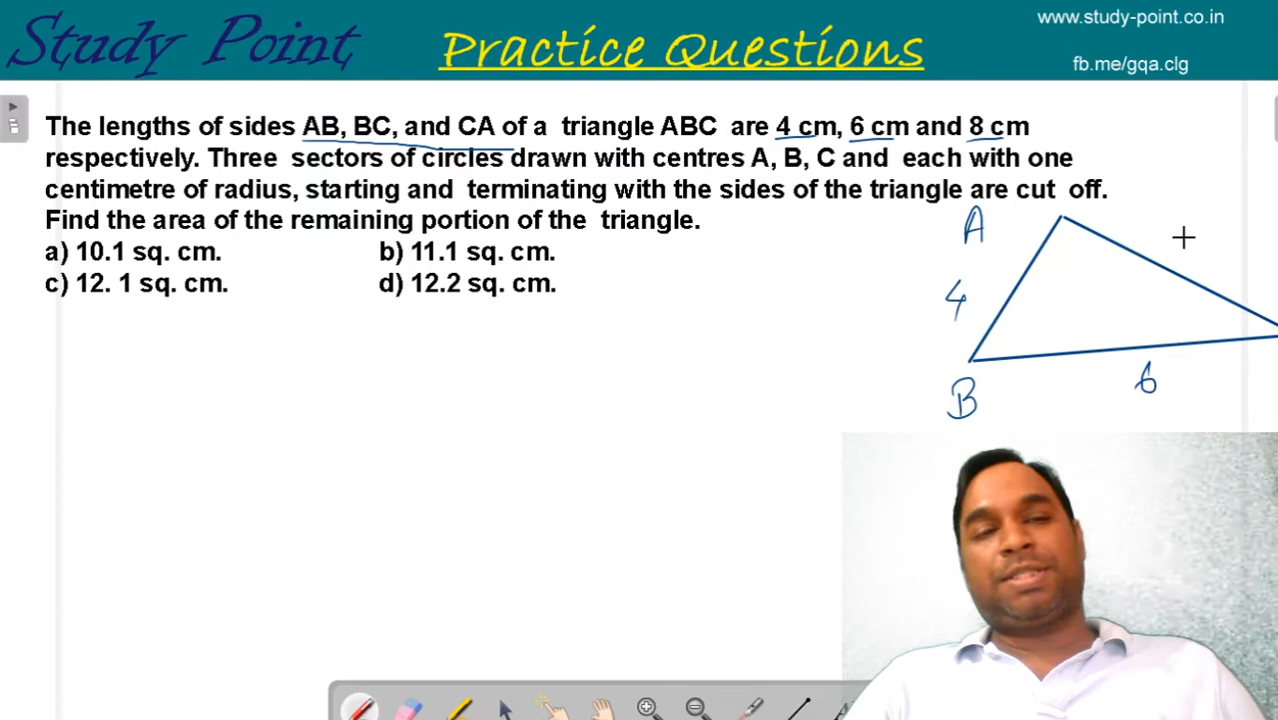 Study Point
Practice Questions
www.study-point.co.in
fb.me/gqa.clg
The lengths of sides AB, BC, and CA of a triangle ABC are 4 cm, 6 cm and 8 cm
respectively. Three sectors of circles drawn with centres A, B, C and each with one
centimetre of radius, starting and terminating with the sides of the triangle are cut off.
Find the area of the remaining portion of the triangle.
a) 10.1 sq. cm. b) 11.1 sq. cm.
c) 12. 1 sq. cm. d) 12.2 sq. cm.
A
4
6
B